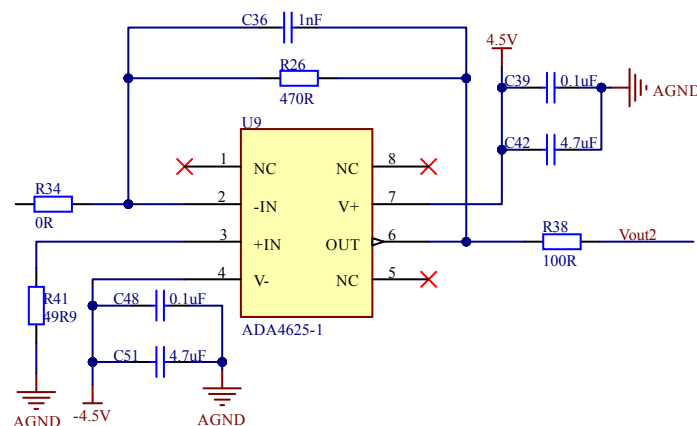 C36 1nF
R26
470R
4.5V
C39 0.1uF
AGND
C42 4.7uF
U9
1 NC NC 8
R34
0R
2 -IN V+ 7
3 +IN OUT 6
R38
100R
Vout2
4 V- NC 5
R41
49R9
C48 0.1uF
ADA4625-1
C51 4.7uF
-4.5V
AGND
AGND